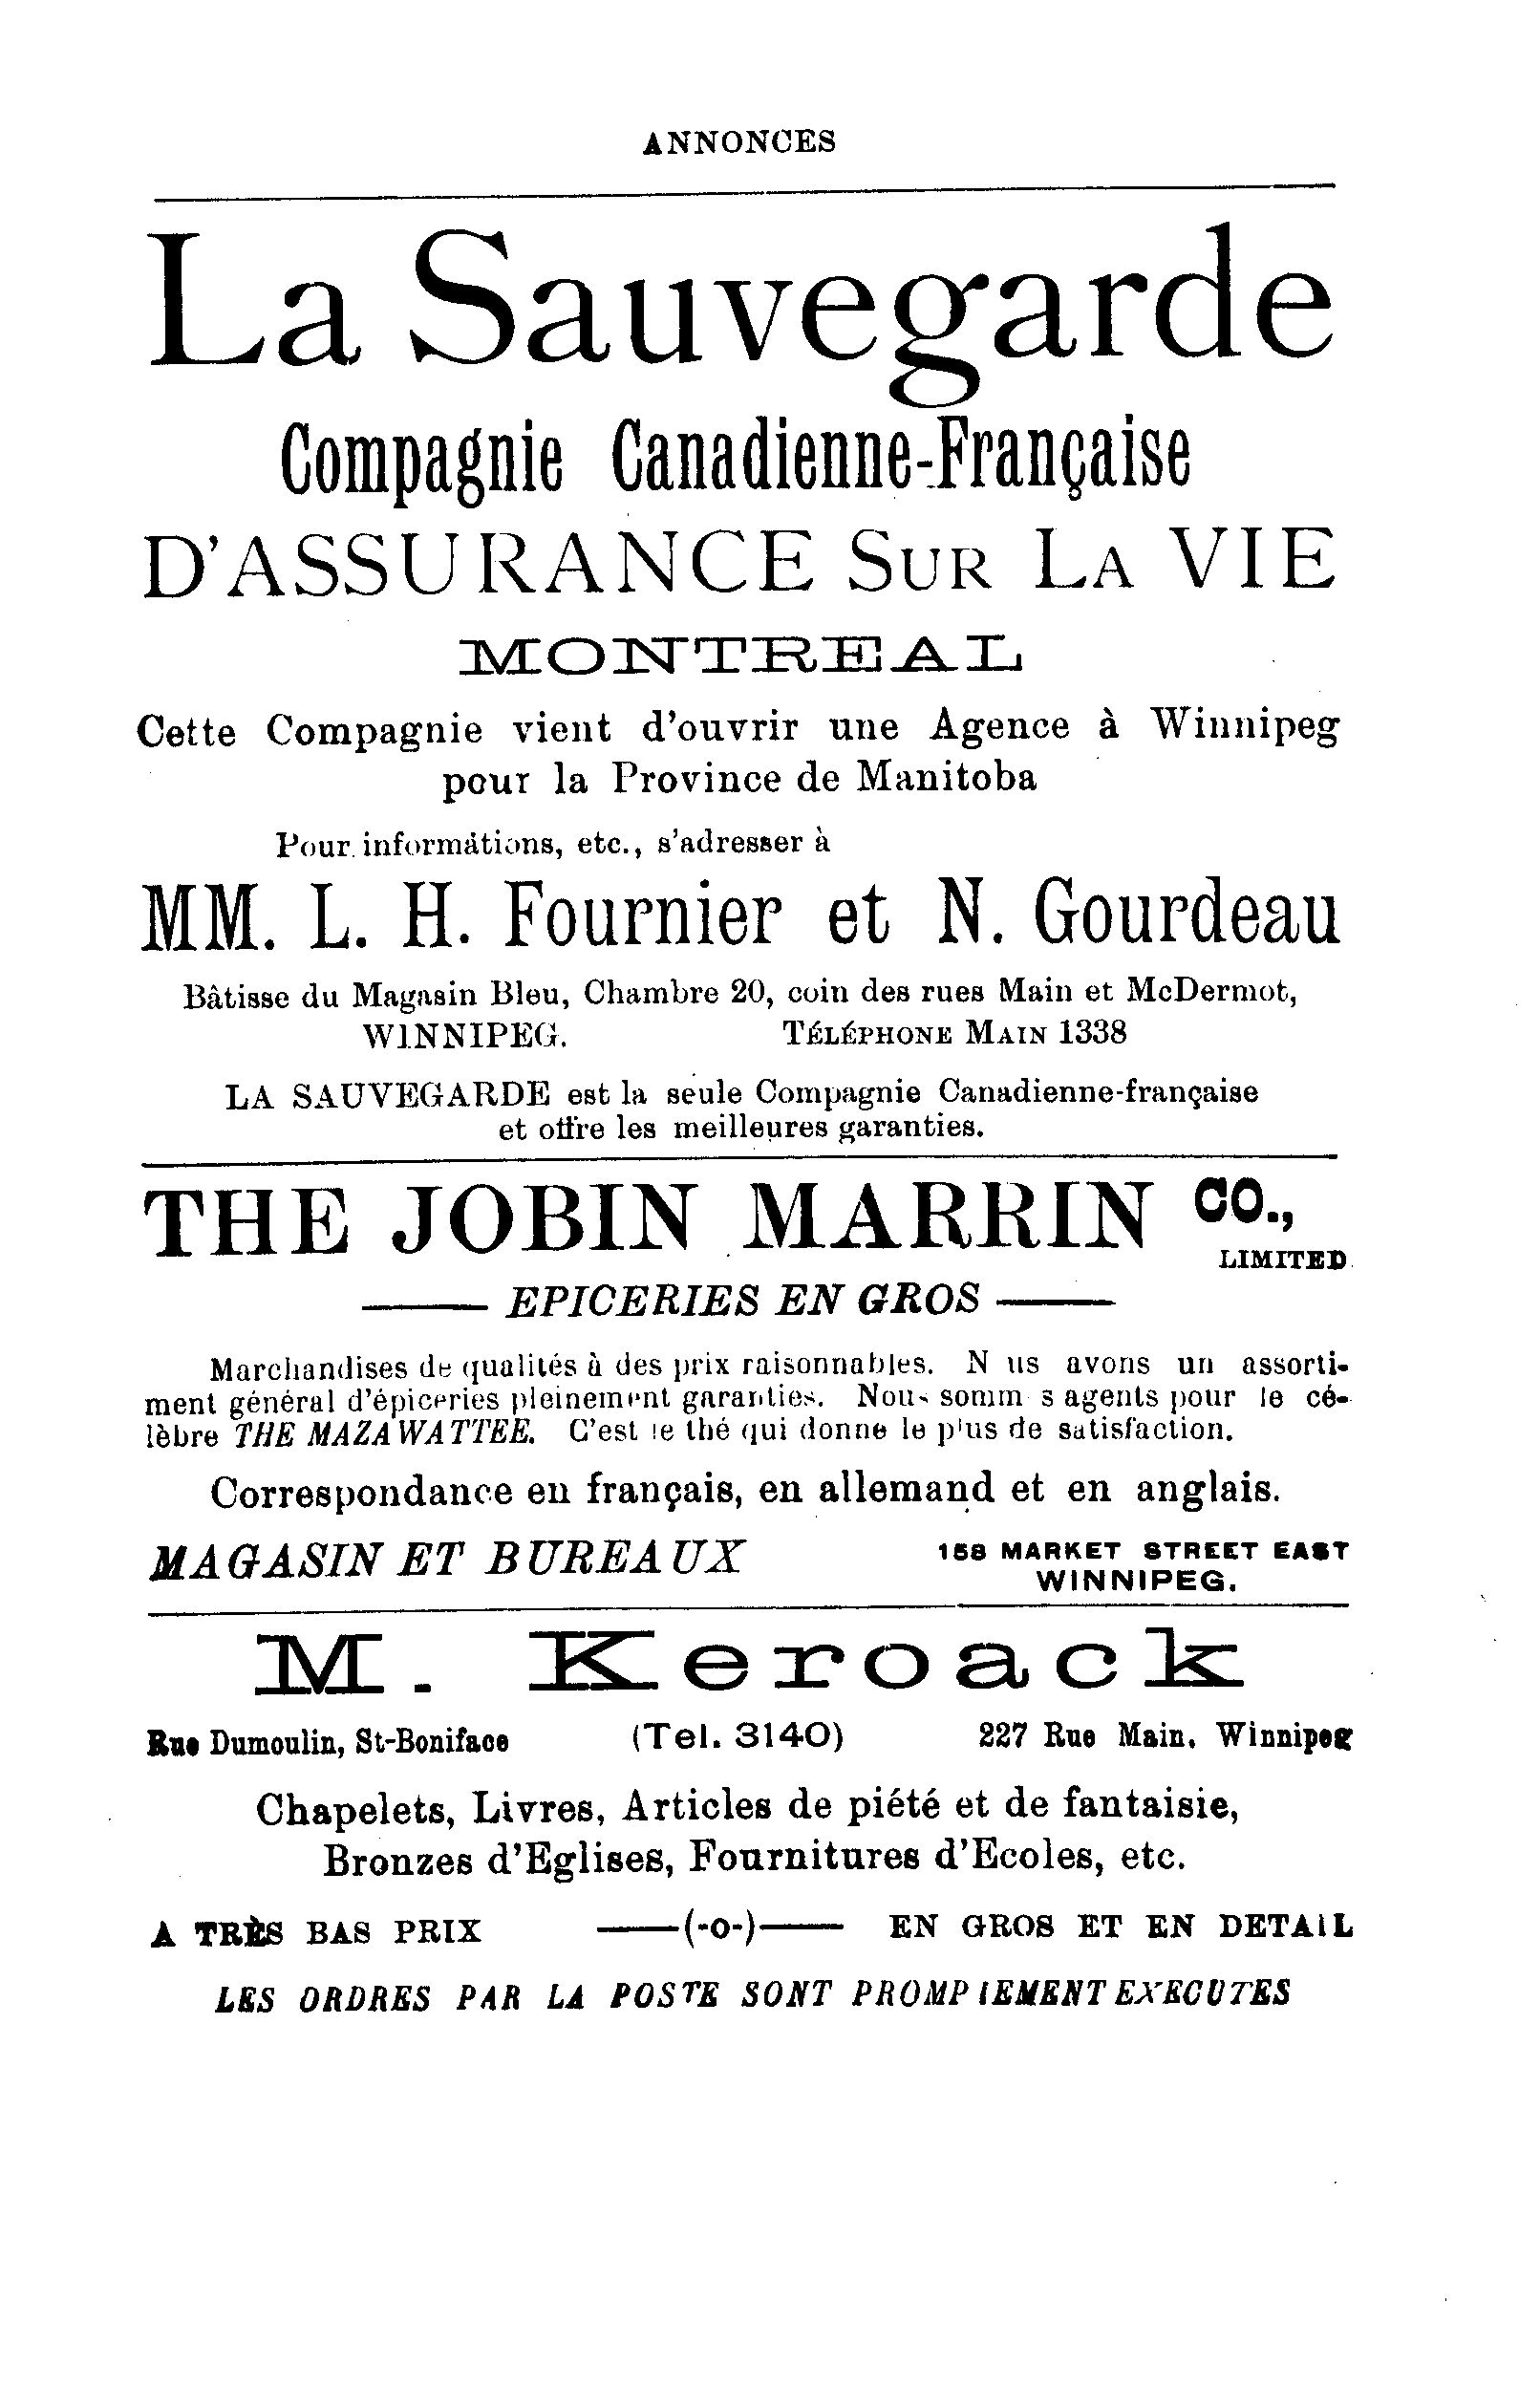 ANNONCES
La Sauvegarde
Compagnie Canadienne-Française
D'ASSURANCE SUR LA VIE
MONTREAL
Cette Compagnie vient d'ouvrir une Agence à Winnipeg
pour la Province de Manitoba
Pour informations, etc., s'adresser à
MM. L. H. Fournier et N. Gourdeau
Bâtisse du Magasin Bleu, Chambre 20, coin des rues Main et McDermot,
WINNIPEG. TÉLÉPHONE MAIN 1338
LA SAUVEGARDE est la seule Compagnie Canadienne-française
et offre les meilleures garanties.
THE JOBIN MARRIN CO.,
LIMITED
EPICERIES EN GROS
Marchandises de qualités à des prix raisonnables. N us avons un assorti-
ment général d'épiceries pleinement garanties. Nous somm s agents pour le cé-
lèbre THE MAZAWATTEE. C'est le thé qui donne le plus de satisfaction.
Correspondance en français, en allemand et en anglais.
MAGASIN ET BUREAUX 158 MARKET STREET EAST
WINNIPEG.
M. Keroack
Rue Dumoulin, St-Boniface (Tel. 3140) 227 Rue Main, Winnipeg
Chapelets, Livres, Articles de piété et de fantaisie,
Bronzes d'Eglises, Fournitures d'Ecoles, etc.
A TRÈS BAS PRIX ——(-o-)—— EN GROS ET EN DETAIL
LES ORDRES PAR LA POSTE SONT PROMPTEMENT EXECUTES